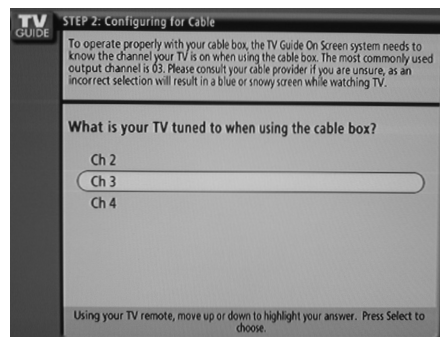 TV
GUIDE
STEP 2: Configuring for Cable
To operate properly with your cable box, the TV Guide On Screen system needs to
know the channel your TV is on when using the cable box. The most commonly used
output channel is 03. Please consult your cable provider if you are unsure, as an
incorrect selection will result in a blue or snowy screen while watching TV.
What is your TV tuned to when using the cable box?
Ch 2
Ch 3
Ch 4
Using your TV remote, move up or down to highlight your answer. Press Select to
choose.